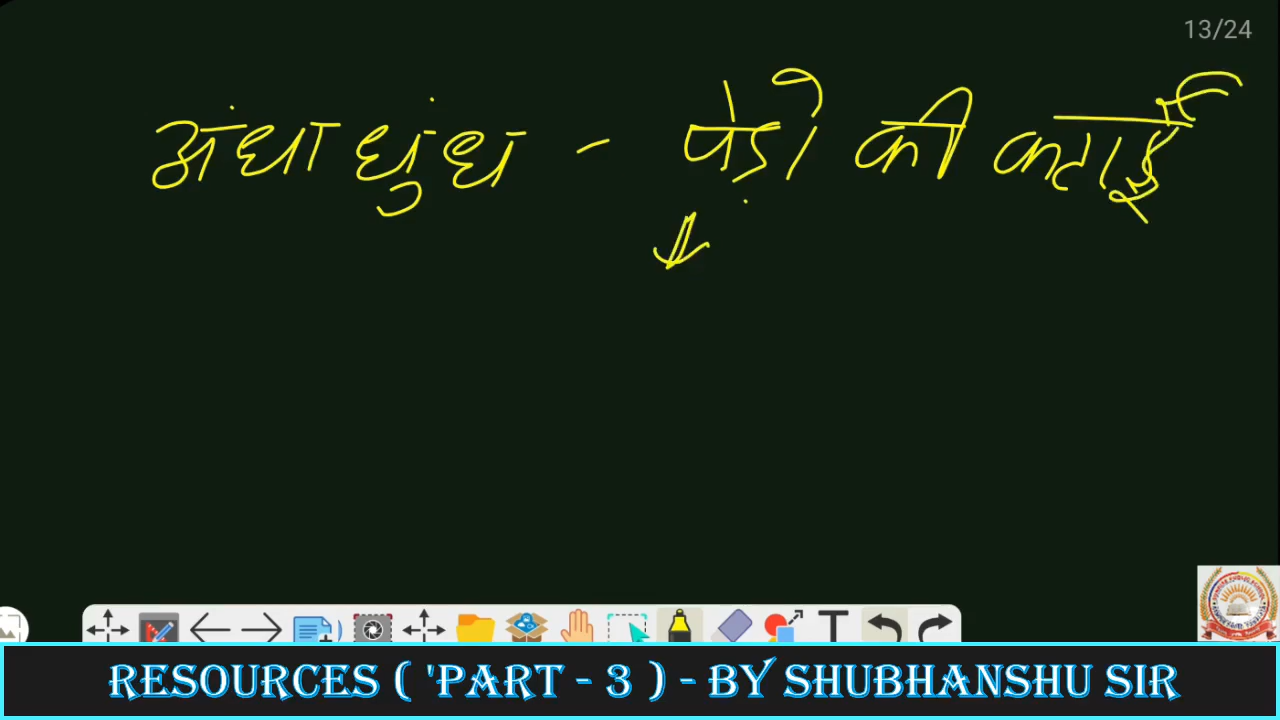 13/24
अंधाधुंध - पेड़ो की कटाई
RESOURCES ( 'PART - 3 ) - BY SHUBHANSHU SIR